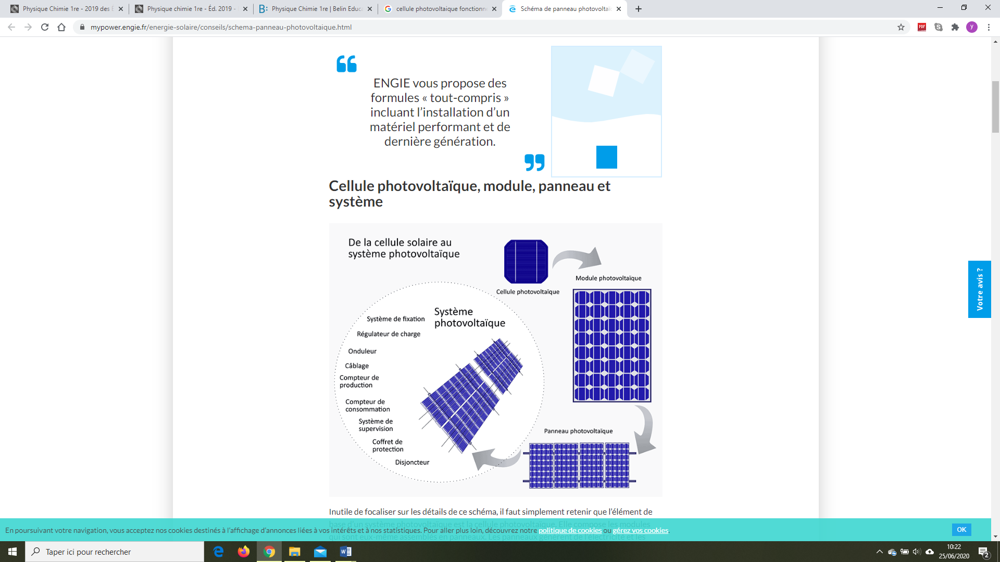 Physique Chimie 1re - 2019 des É
Physique chimie 1re - Éd. 2019 -
Physique Chimie 1re | Belin Educa
cellule photovoltaique fonctionne
Schéma de panneau photovoltaï
mypower.engie.fr/energie-solaire/conseils/schema-panneau-photovoltaique.html
PDF
y
ENGIE vous propose des
formules « tout-compris »
incluant l'installation d'un
matériel performant et de
dernière génération.
Cellule photovoltaïque, module, panneau et
système
De la cellule solaire au
système photovoltaïque
Cellule photovoltaïque
Module photovoltaïque
Système
photovoltaïque
Système de fixation
Régulateur de charge
Onduleur
Câblage
Compteur de
production
Compteur de
consommation
Système de
supervision
Coffret de
protection
Disjoncteur
Panneau photovoltaïque
Votre avis ?
Inutile de focaliser sur les détails de ce schéma, il faut simplement retenir que l'élément de
base d'un système photovoltaïque est la cellule photovoltaïque. Elle compose les modules
qui sont eux-même assemblés en panneaux. Les panneaux génèrent de l'électricité et les
En poursuivant votre navigation, vous acceptez nos cookies destinés à l'affichage d'annonces liées à vos intérêts et à nos statistiques. Pour aller plus loin, découvrez notre politique de cookies ou gérez vos cookies.
OK
Taper ici pour rechercher
10:22
25/06/2020
2